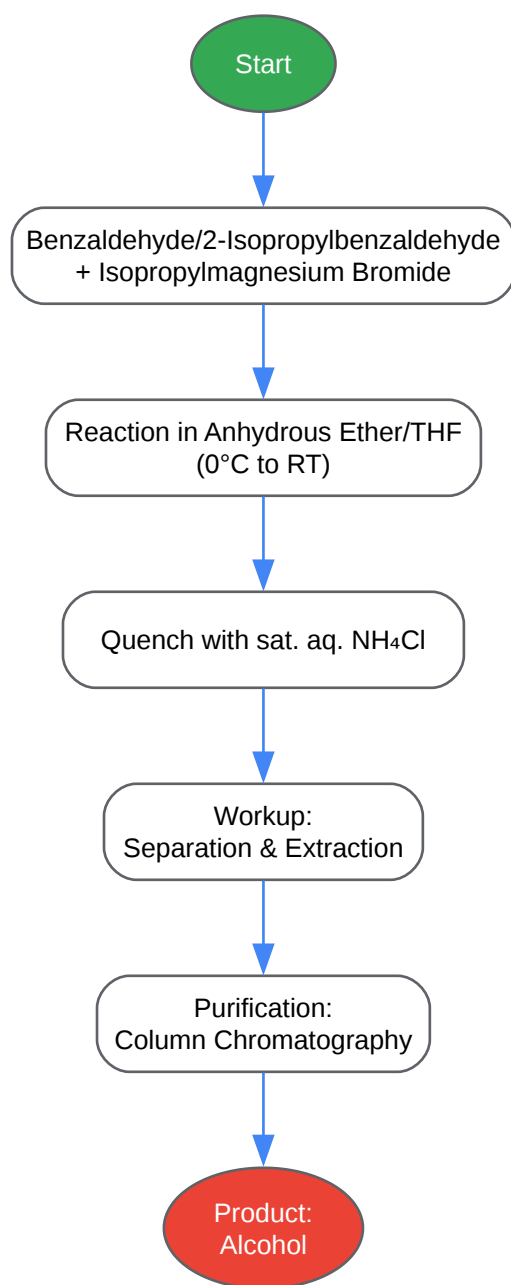 Start
Benzaldehyde/2-Isopropylbenzaldehyde
+ Isopropylmagnesium Bromide
Reaction in Anhydrous Ether/THF
(0°C to RT)
Quench with sat. aq. NH₄Cl
Workup:
Separation & Extraction
Purification:
Column Chromatography
Product:
Alcohol